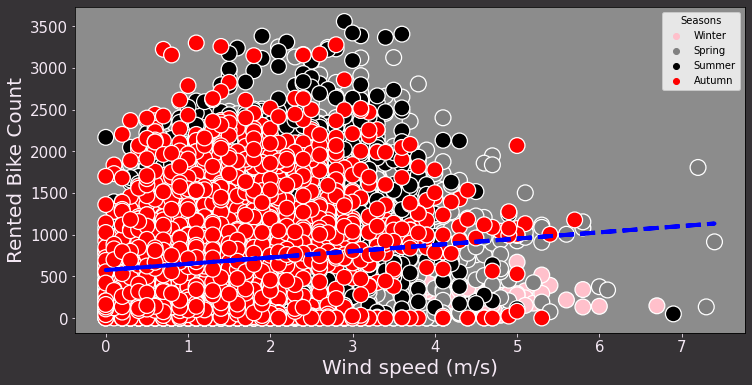 3500
3000
2500
2000
1500
1000
500
0
Rented Bike Count
0 1 2 3 4 5 6 7
Wind speed (m/s)
Seasons
Winter
Spring
Summer
Autumn